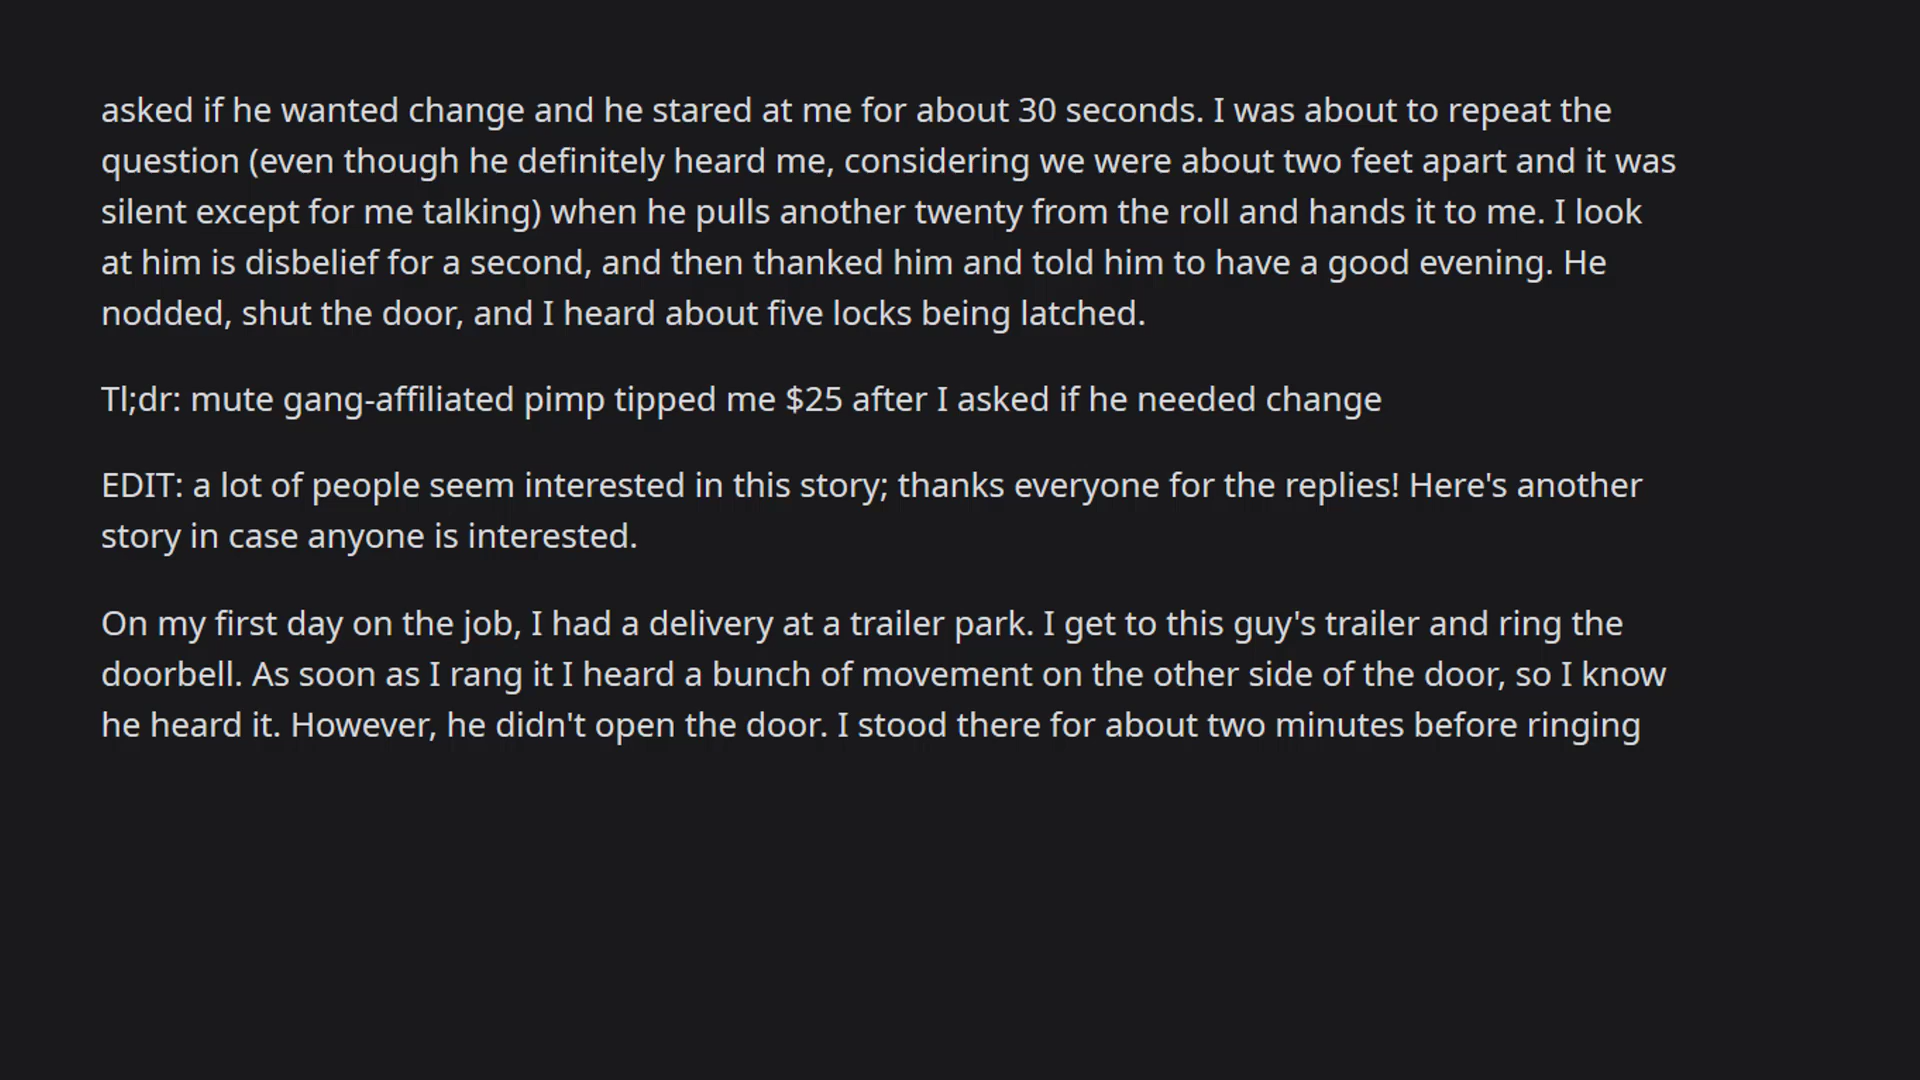 asked if he wanted change and he stared at me for about 30 seconds. I was about to repeat the
question (even though he definitely heard me, considering we were about two feet apart and it was
silent except for me talking) when he pulls another twenty from the roll and hands it to me. I look
at him is disbelief for a second, and then thanked him and told him to have a good evening. He
nodded, shut the door, and I heard about five locks being latched.
Tl;dr: mute gang-affiliated pimp tipped me $25 after I asked if he needed change
EDIT: a lot of people seem interested in this story; thanks everyone for the replies! Here's another
story in case anyone is interested.
On my first day on the job, I had a delivery at a trailer park. I get to this guy's trailer and ring the
doorbell. As soon as I rang it I heard a bunch of movement on the other side of the door, so I know
he heard it. However, he didn't open the door. I stood there for about two minutes before ringing